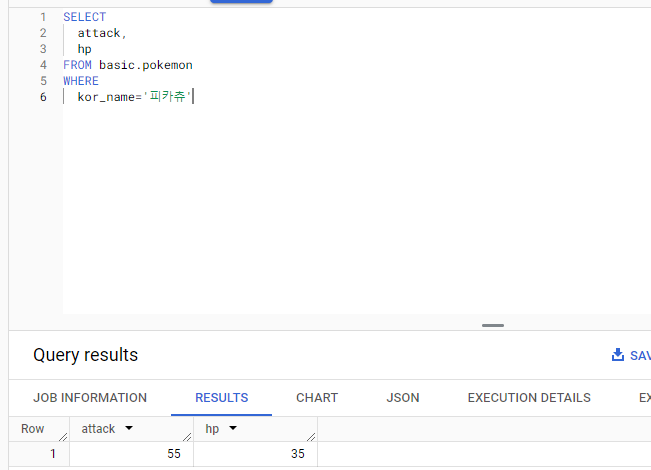 1 SELECT
2 attack,
3 hp
4 FROM basic.pokemon
5 WHERE
6 kor_name='피카츄'
Query results
SAV
JOB INFORMATION RESULTS CHART JSON EXECUTION DETAILS EX
Row attack hp
1 55 35